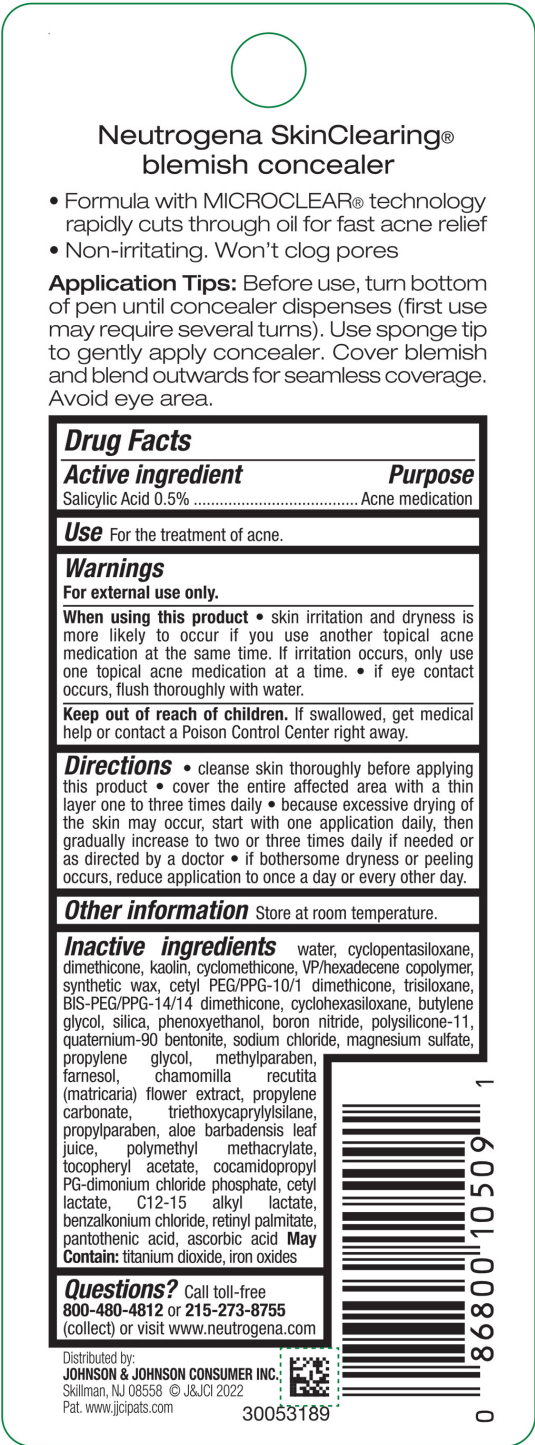 Neutrogena SkinClearing®
blemish concealer
• Formula with MICROCLEAR® technology
rapidly cuts through oil for fast acne relief
• Non-irritating. Won't clog pores
Application Tips: Before use, turn bottom
of pen until concealer dispenses (first use
may require several turns). Use sponge tip
to gently apply concealer. Cover blemish
and blend outwards for seamless coverage.
Avoid eye area.
Drug Facts
Active ingredient Purpose
Salicylic Acid 0.5% ...................................... Acne medication
Use For the treatment of acne.
Warnings
For external use only.
When using this product • skin irritation and dryness is
more likely to occur if you use another topical acne
medication at the same time. If irritation occurs, only use
one topical acne medication at a time. • if eye contact
occurs, flush thoroughly with water.
Keep out of reach of children. If swallowed, get medical
help or contact a Poison Control Center right away.
Directions • cleanse skin thoroughly before applying
this product • cover the entire affected area with a thin
layer one to three times daily • because excessive drying of
the skin may occur, start with one application daily, then
gradually increase to two or three times daily if needed or
as directed by a doctor • if bothersome dryness or peeling
occurs, reduce application to once a day or every other day.
Other information Store at room temperature.
Inactive ingredients water, cyclopentasiloxane,
dimethicone, kaolin, cyclomethicone, VP/hexadecene copolymer,
synthetic wax, cetyl PEG/PPG-10/1 dimethicone, trisiloxane,
BIS-PEG/PPG-14/14 dimethicone, cyclohexasiloxane, butylene
glycol, silica, phenoxyethanol, boron nitride, polysilicone-11,
quaternium-90 bentonite, sodium chloride, magnesium sulfate,
propylene glycol, methylparaben,
farnesol, chamomilla recutita
(matricaria) flower extract, propylene
carbonate, triethoxycaprylylsilane,
propylparaben, aloe barbadensis leaf
juice, polymethyl methacrylate,
tocopheryl acetate, cocamidopropyl
PG-dimonium chloride phosphate, cetyl
lactate, C12-15 alkyl lactate,
benzalkonium chloride, retinyl palmitate,
pantothenic acid, ascorbic acid May
Contain: titanium dioxide, iron oxides
Questions? Call toll-free
800-480-4812 or 215-273-8755
(collect) or visit www.neutrogena.com
Distributed by:
JOHNSON & JOHNSON CONSUMER INC.
Skillman, NJ 08558 © J&JCI 2022
Pat. www.jjcipats.com
30053189
0 86800 10509 1